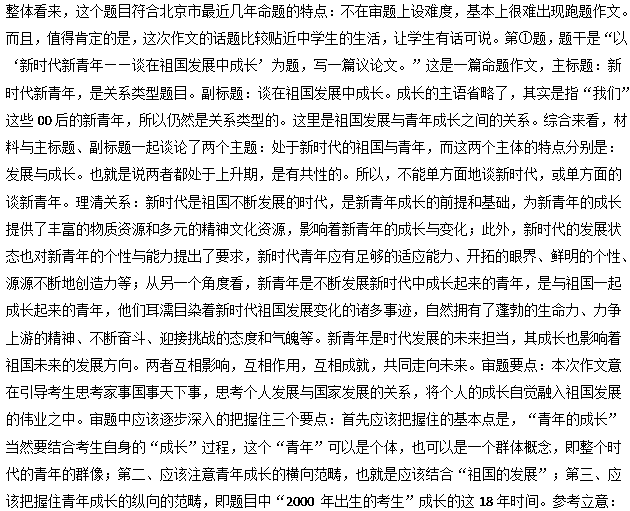 整体看来，这个题目符合北京市最近几年命题的特点：不在审题上设难度，基本上很难出现跑题作文。
而且，值得肯定的是，这次作文的话题比较贴近中学生的生活，让学生有话可说。第①题，题干是“以
‘新时代新青年——谈在祖国发展中成长’为题，写一篇议论文。”这是一篇命题作文，主标题：新
时代新青年，是关系类型题目。副标题：谈在祖国发展中成长。成长的主语省略了，其实是指“我们”
这些00后的新青年，所以仍然是关系类型的。这里是祖国发展与青年成长之间的关系。综合来看，材
料与主标题、副标题一起谈论了两个主题：处于新时代的祖国与青年，而这两个主体的特点分别是：
发展与成长。也就是说两者都处于上升期，是有共性的。所以，不能单方面地谈新时代，或单方面的
谈新青年。理清关系：新时代是祖国不断发展的时代，是新青年成长的前提和基础，为新青年的成长
提供了丰富的物质资源和多元的精神文化资源，影响着新青年的成长与变化；此外，新时代的发展状
态也对新青年的个性与能力提出了要求，新时代青年应有足够的适应能力、开拓的眼界、鲜明的个性、
源源不断地创造力等；从另一个角度看，新青年是不断发展新时代中成长起来的青年，是与祖国一起
成长起来的青年，他们耳濡目染着新时代祖国发展变化的诸多事迹，自然拥有了蓬勃的生命力、力争
上游的精神、不断奋斗、迎接挑战的态度和气魄等。新青年是时代发展的未来担当，其成长也影响着
祖国未来的发展方向。两者互相影响，互相作用，互相成就，共同走向未来。审题要点：本次作文意
在引导考生思考家事国事天下事，思考个人发展与国家发展的关系，将个人的成长自觉融入祖国发展
的伟业之中。审题中应该逐步深入的把握住三个要点：首先应该把握住的基本点是，“青年的成长”
当然要结合考生自身的“成长”过程，这个“青年”可以是个体，也可以是一个群体概念，即整个时
代的青年的群像；第二、应该注意青年成长的横向范畴，也就是应该结合“祖国的发展”；第三、应
该把握住青年成长的纵向的范畴，即题目中“2000 年出生的考生”成长的这18年时间。参考立意：